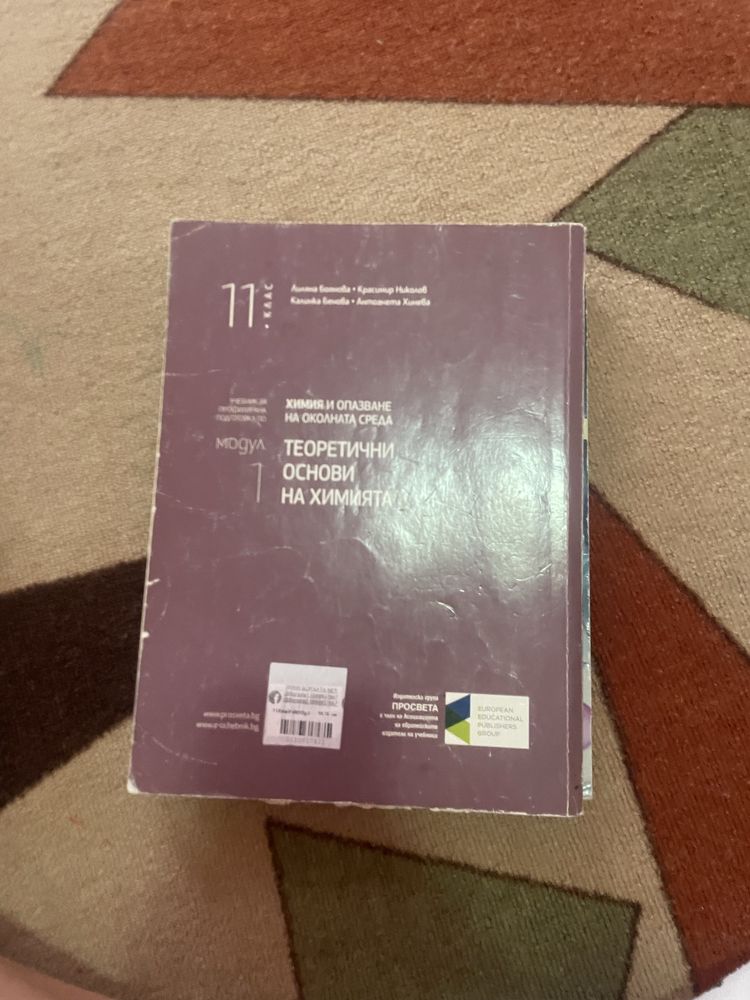 11. КЛАС
Лиляна Боянова • Красимир Николов
Калинка Бенова • Антоанета Хинева
УЧЕБНИК ЗА
ПРОФИЛИРАНА
ПОДГОТОВКА ПО
ХИМИЯ И ОПАЗВАНЕ
НА ОКОЛНАТА СРЕДА
МОДУЛ
1
ТЕОРЕТИЧНИ
ОСНОВИ
НА ХИМИЯТА
www.prosveta.bg
www.e-uchebnik.bg
Издателска група
ПРОСВЕТА
е член на Асоциацията
на европейските
издатели на учебници
EUROPEAN
EDUCATIONAL
PUBLISHERS
GROUP